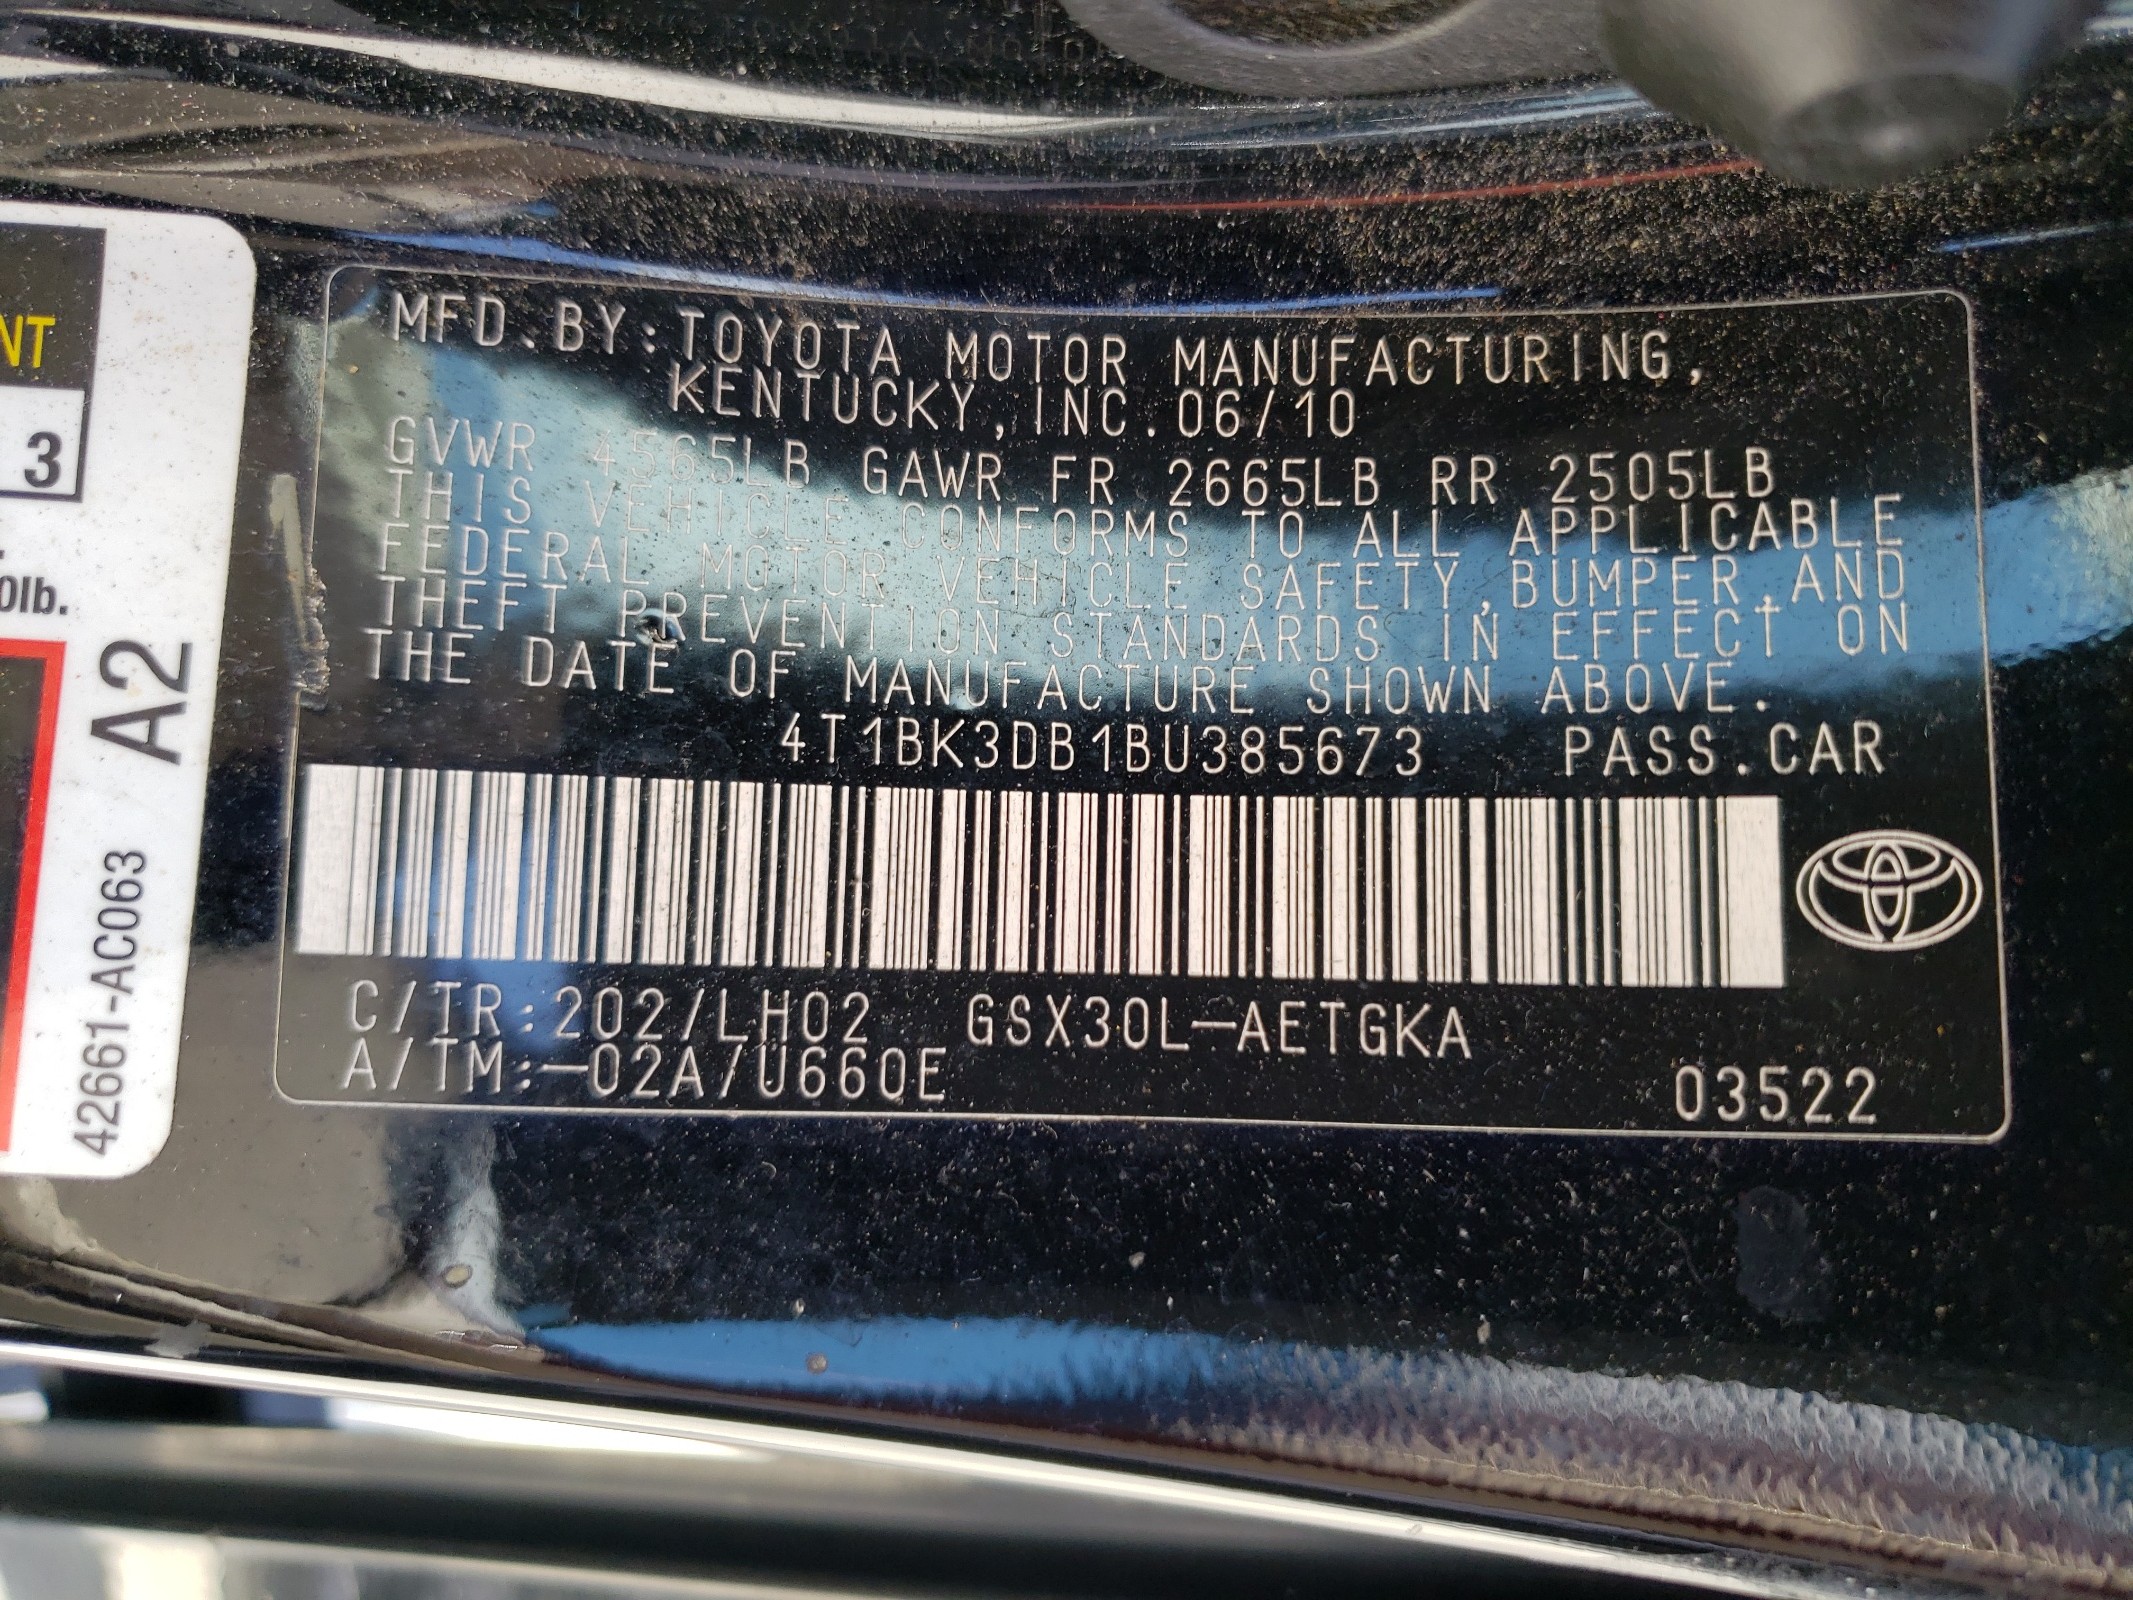 MFD.BY:TOYOTA MOTOR MANUFACTURING,
KENTUCKY,INC.06/10
GVWR 4565LB GAWR FR 2665LB RR 2505LB
THIS VEHICLE CONFORMS TO ALL APPLICABLE
FEDERAL MOTOR VEHICLE SAFETY,BUMPER,AND
THEFT PREVENTION STANDARDS IN EFFECT ON
THE DATE OF MANUFACTURE SHOWN ABOVE.
4T1BK3DB1BU385673 PASS.CAR
C/TR:202/LH02 GSX30L-AETGKA
A/TM:-02A/U660E
03522
NT
3
0lb.
A2
42661-AC063